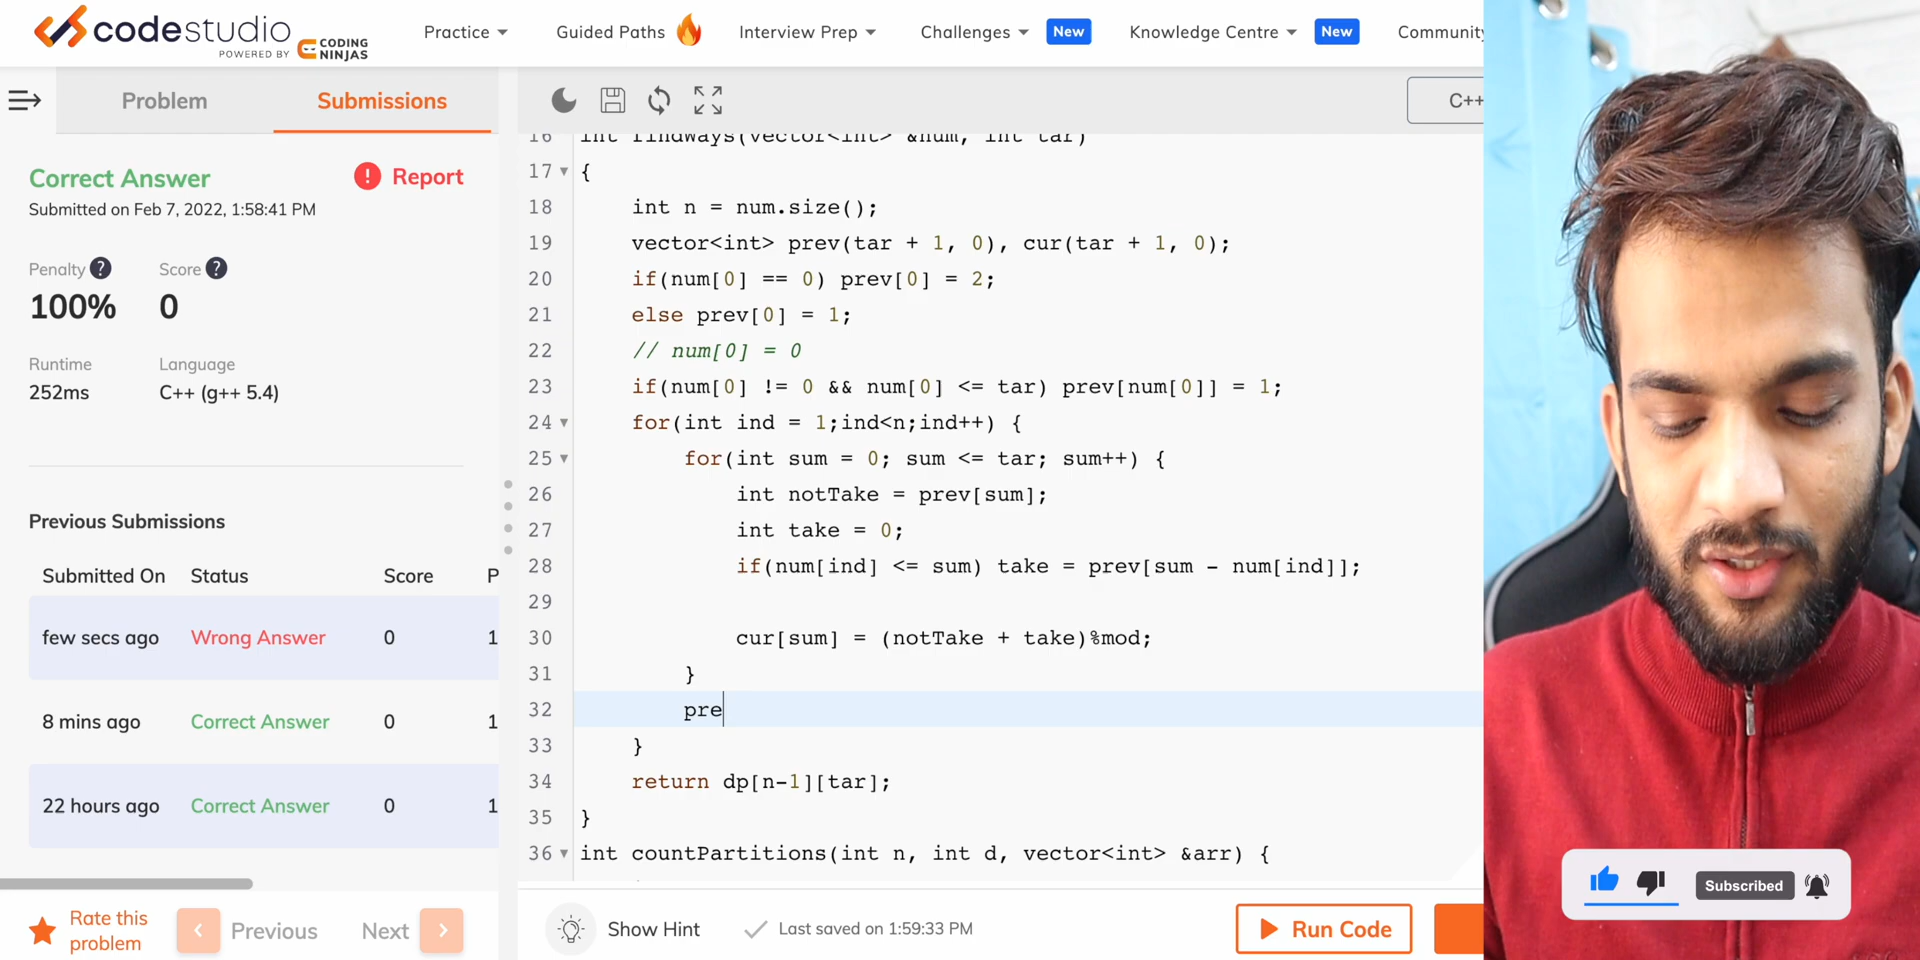 codestudio
POWERED BY CODING NINJAS
Practice
Guided Paths
Interview Prep
Challenges
New
Knowledge Centre
New
Community
Problem
Submissions
C++
Correct Answer
Report
Submitted on Feb 7, 2022, 1:58:41 PM
Penalty ?
Score ?
100%
0
Runtime
Language
252ms
C++ (g++ 5.4)
Previous Submissions
Submitted On Status Score P
few secs ago Wrong Answer 0 1
8 mins ago Correct Answer 0 1
22 hours ago Correct Answer 0 1
Rate this
problem
Previous
Next
16 int findWays(vector<int> &num, int tar)
17 {
18 int n = num.size();
19 vector<int> prev(tar + 1, 0), cur(tar + 1, 0);
20 if(num[0] == 0) prev[0] = 2;
21 else prev[0] = 1;
22 // num[0] = 0
23 if(num[0] != 0 && num[0] <= tar) prev[num[0]] = 1;
24 for(int ind = 1;ind<n;ind++) {
25 for(int sum = 0; sum <= tar; sum++) {
26 int notTake = prev[sum];
27 int take = 0;
28 if(num[ind] <= sum) take = prev[sum - num[ind]];
29
30 cur[sum] = (notTake + take)%mod;
31 }
32 pre
33 }
34 return dp[n-1][tar];
35 }
36 int countPartitions(int n, int d, vector<int> &arr) {
Show Hint
Last saved on 1:59:33 PM
Run Code
Subscribed